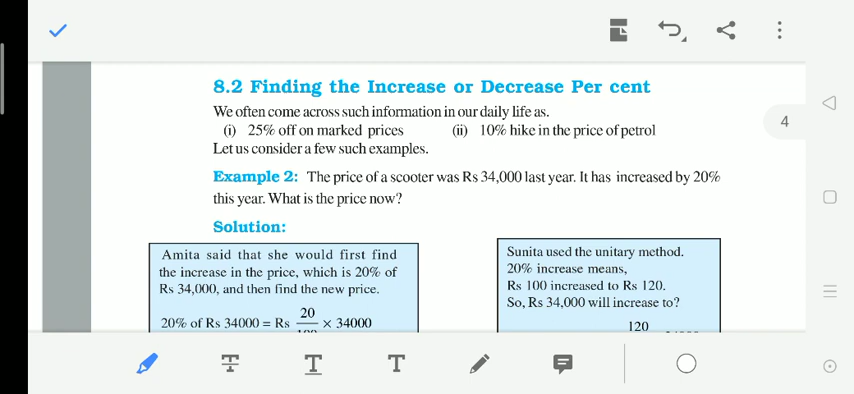 8.2 Finding the Increase or Decrease Per cent
We often come across such information in our daily life as.
(i) 25% off on marked prices (ii) 10% hike in the price of petrol
Let us consider a few such examples.
Example 2: The price of a scooter was Rs 34,000 last year. It has increased by 20%
this year. What is the price now?
Solution:
Amita said that she would first find
the increase in the price, which is 20% of
Rs 34,000, and then find the new price.
20% of Rs 34000 = Rs 20/100 × 34000
Sunita used the unitary method.
20% increase means,
Rs 100 increased to Rs 120.
So, Rs 34,000 will increase to?
120
4
T
T
T